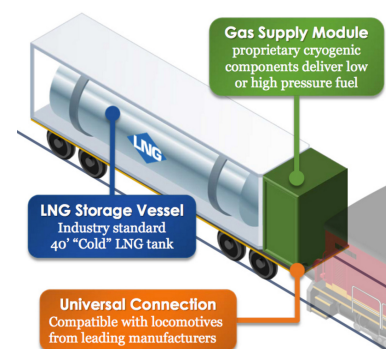 Gas Supply Module
proprietary cryogenic
components deliver low
or high pressure fuel
LNG
LNG Storage Vessel
Industry standard
40' “Cold” LNG tank
Universal Connection
Compatible with locomotives
from leading manufacturers